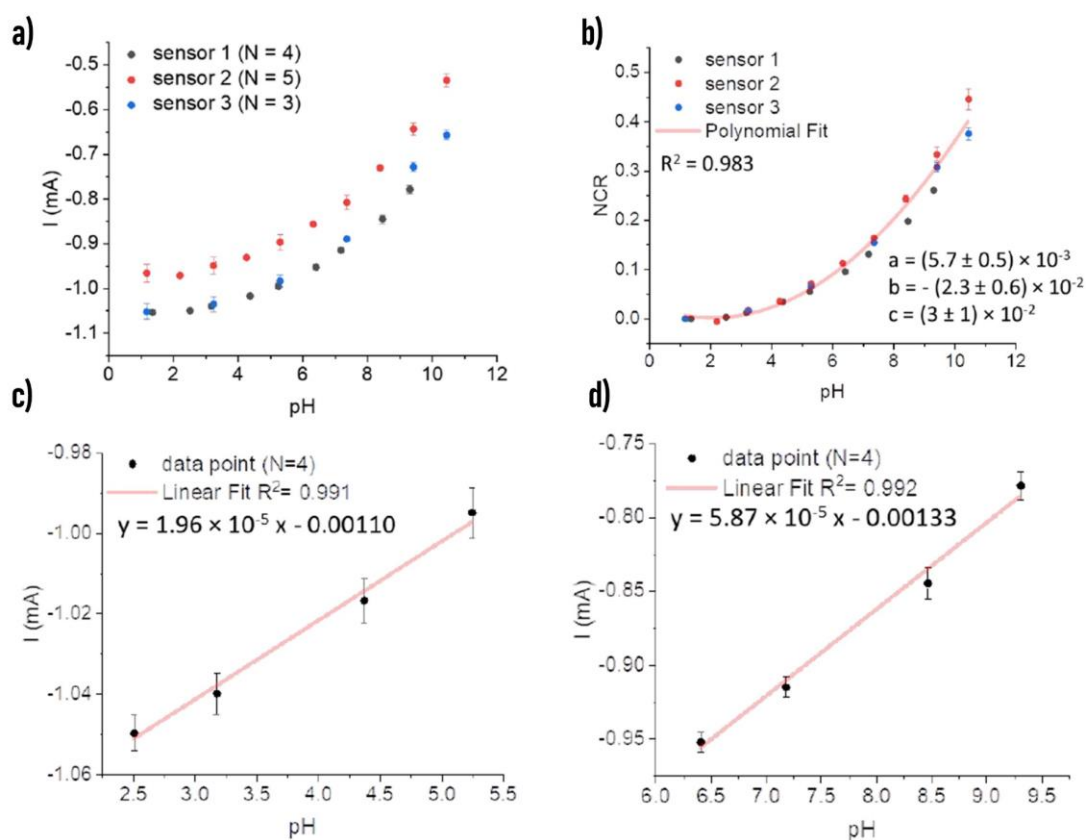 a)
sensor 1 (N = 4)
sensor 2 (N = 5)
sensor 3 (N = 3)
-0.5
-0.6
-0.7
-0.8
-0.9
-1.0
-1.1
I (mA)
0 2 4 6 8 10 12
pH
b)
sensor 1
sensor 2
sensor 3
Polynomial Fit
R² = 0.983
0.5
0.4
0.3
0.2
0.1
0.0
NCR
a = (5.7 ± 0.5) × 10⁻³
b = - (2.3 ± 0.6) × 10⁻²
c = (3 ± 1) × 10⁻²
0 2 4 6 8 10 12
pH
c)
data point (N=4)
Linear Fit R²= 0.991
y = 1.96 × 10⁻⁵ x - 0.00110
-0.98
-1.00
-1.02
-1.04
-1.06
I (mA)
2.5 3.0 3.5 4.0 4.5 5.0 5.5
pH
d)
data point (N=4)
Linear Fit R²= 0.992
y = 5.87 × 10⁻⁵ x - 0.00133
-0.75
-0.80
-0.85
-0.90
-0.95
I (mA)
6.0 6.5 7.0 7.5 8.0 8.5 9.0 9.5
pH